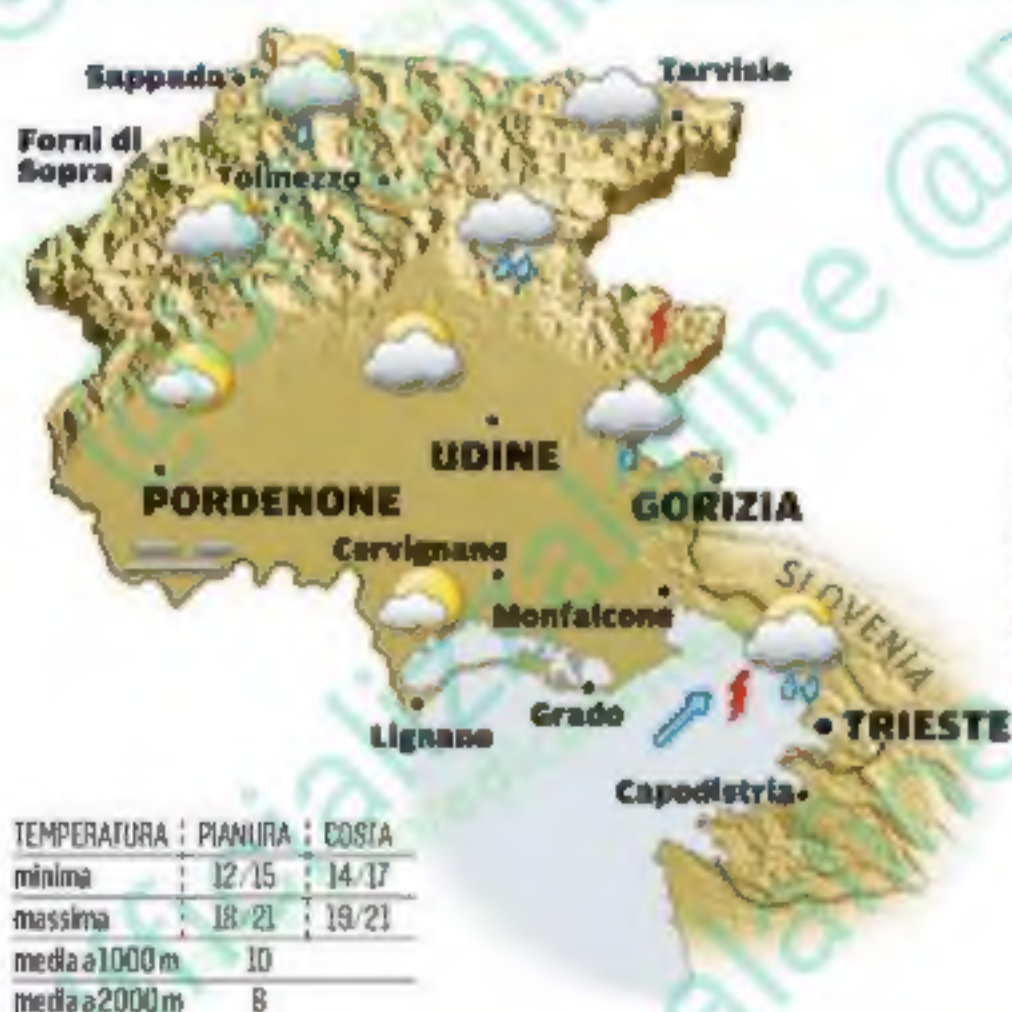 Sappada
Tarvisio
Forni di
Sopra
Tolmezzo
UDINE
PORDENONE
GORIZIA
Cervignano
SLOVENIA
Monfalcone
Grado
TRIESTE
Lignano
Capodistria
TEMPERATURA PIANURA COSTA
minima 12/15 14/17
massima 18/21 19/21
media a 1000 m 10
media a 2000 m